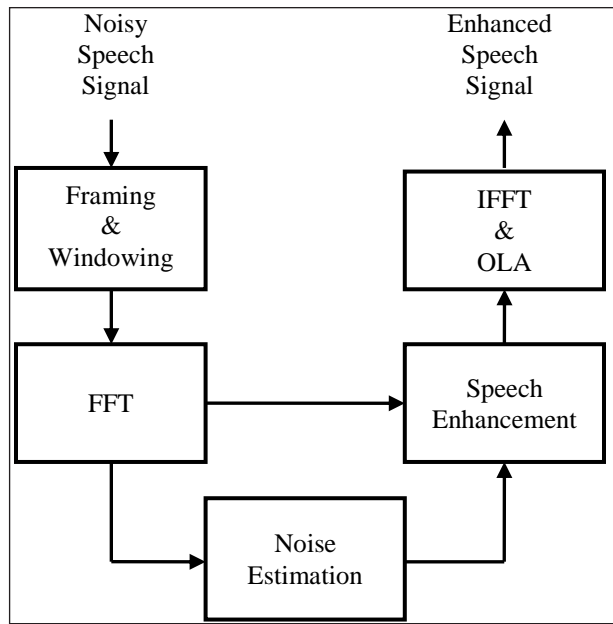 Noisy
Speech
Signal
Enhanced
Speech
Signal
Framing
&
Windowing
IFFT
&
OLA
FFT
Speech
Enhancement
Noise
Estimation